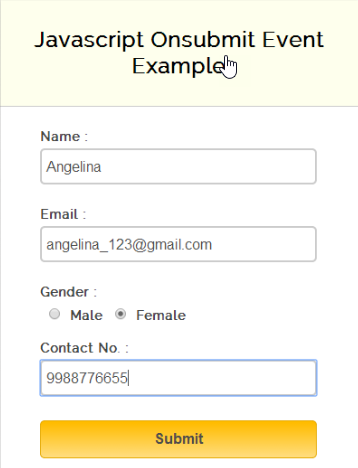 Javascript Onsubmit Event
Example
Name :
Angelina
Email :
angelina_123@gmail.com
Gender :
Male Female
Contact No. :
9988776655
Submit